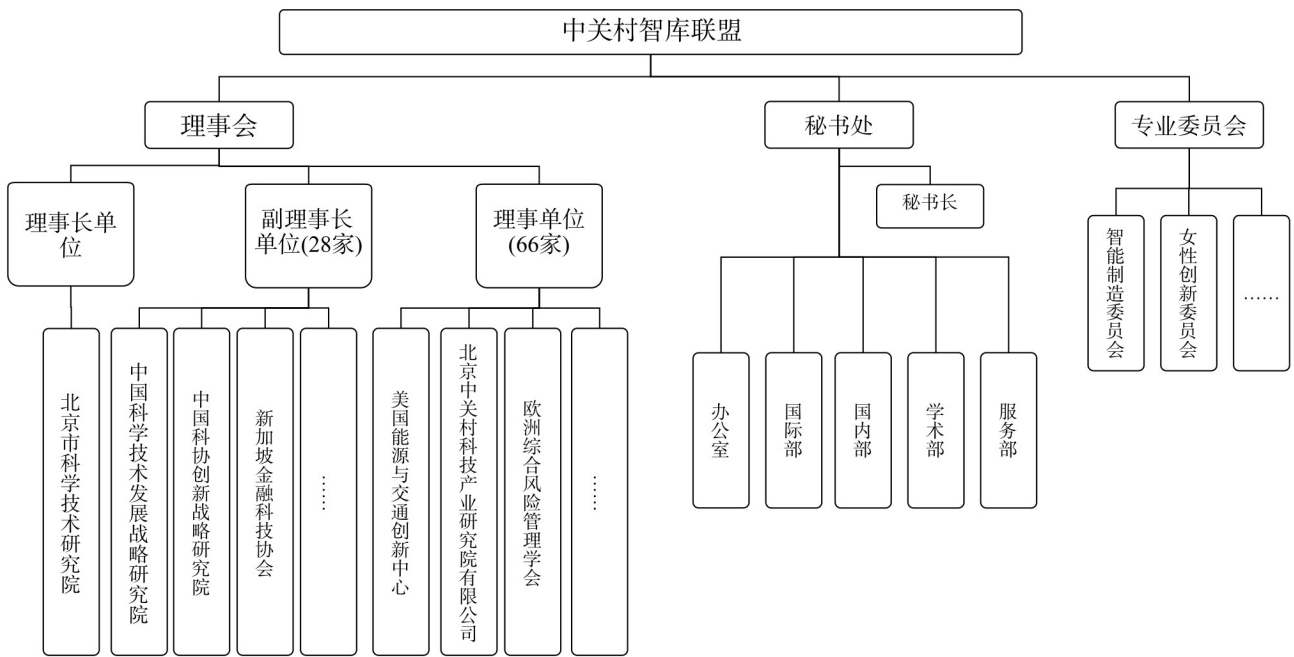 中关村智库联盟
理事会
秘书处
专业委员会
理事长单
位
副理事长
单位(28家)
理事单位
(66家)
秘书长
智能制造委员会
女性创新委员会
……
北京市科学技术研究院
中国科学技术发展战略研究院
中国科协创新战略研究院
新加坡金融科技协会
……
美国能源与交通创新中心
北京中关村科技产业研究院有限公司
欧洲综合风险管理学会
……
办公室
国际部
国内部
学术部
服务部